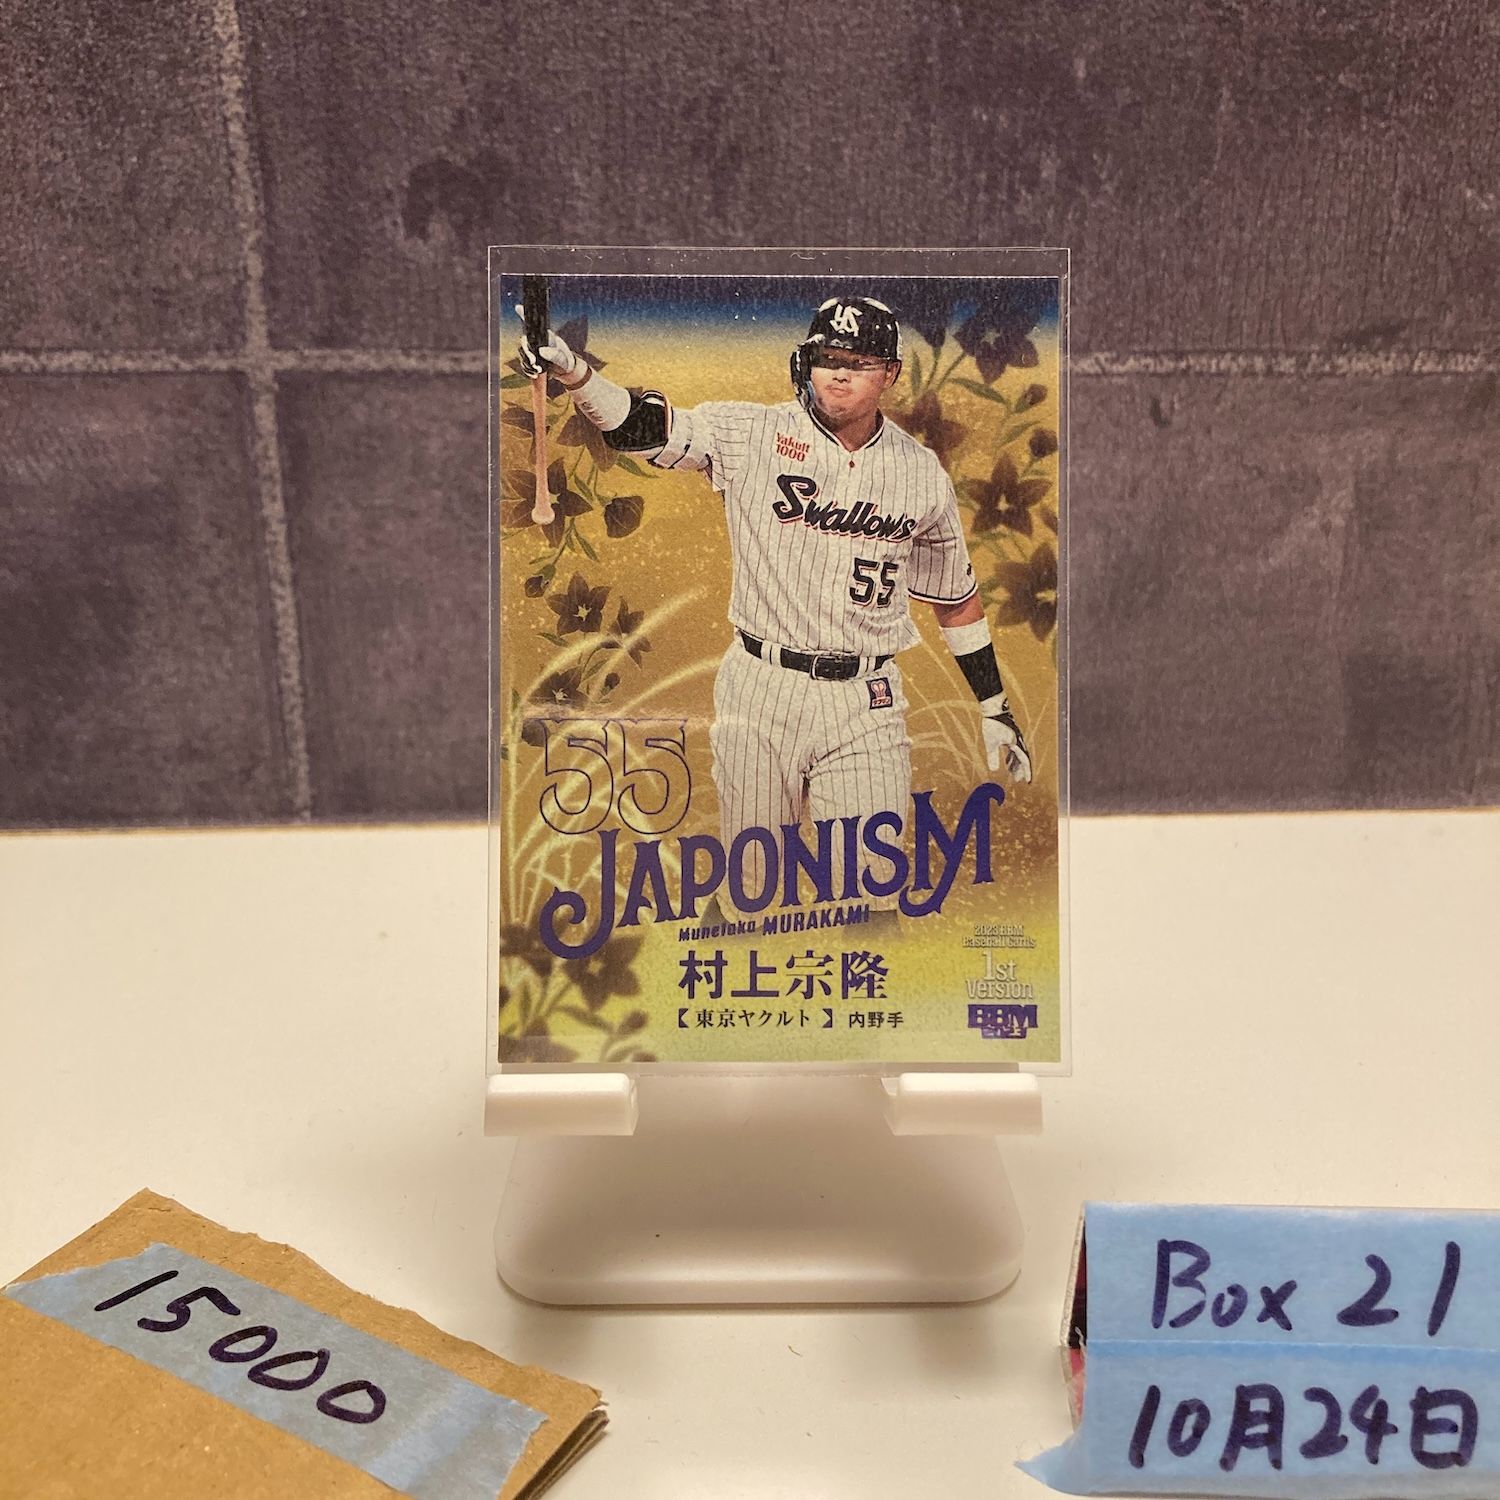 Yakult
1000
Swallows
55
55
JAPONISM
Munetaka MURAKAMI
村上宗隆
【東京ヤクルト】 内野手
2023 BBM
Baseball Cards
1st
Version
BBM
15000
Box 21
10月24日